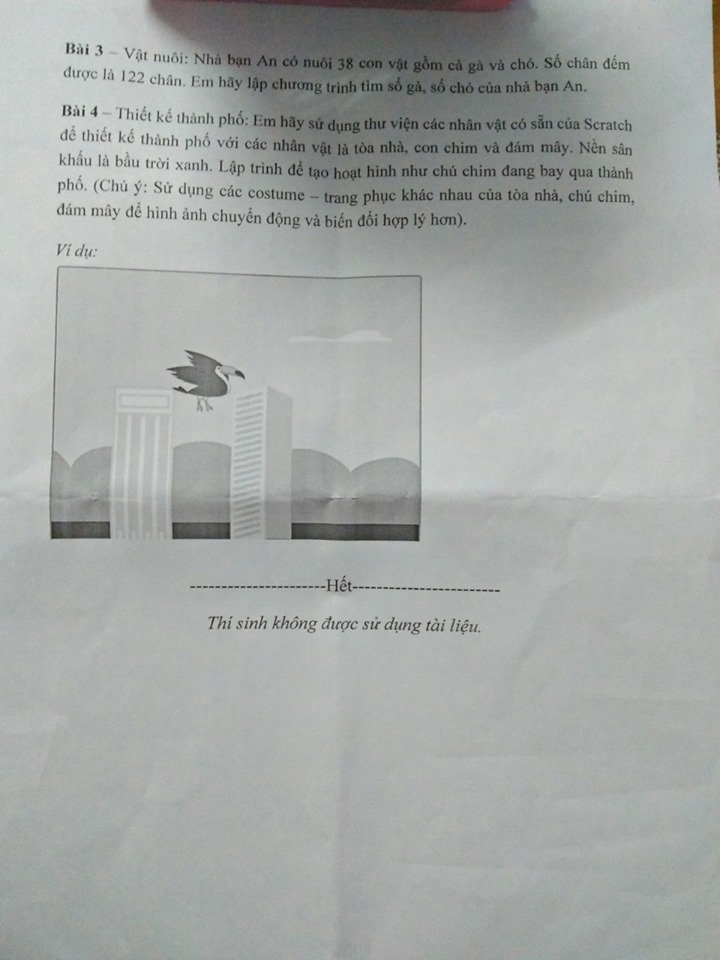 Bài 3 – Vật nuôi: Nhà bạn An có nuôi 38 con vật gồm cả gà và chó. Số chân đếm
được là 122 chân. Em hãy lập chương trình tìm số gà, số chó của nhà bạn An.
Bài 4 – Thiết kế thành phố: Em hãy sử dụng thư viện các nhân vật có sẵn của Scratch
để thiết kế thành phố với các nhân vật là tòa nhà, con chim và đám mây. Nền sân
khấu là bầu trời xanh. Lập trình để tạo hoạt hình như chú chim đang bay qua thành
phố. (Chú ý: Sử dụng các costume – trang phục khác nhau của tòa nhà, chú chim,
đám mây để hình ảnh chuyển động và biến đổi hợp lý hơn).
Ví dụ:
----------------------Hết------------------------
Thí sinh không được sử dụng tài liệu.